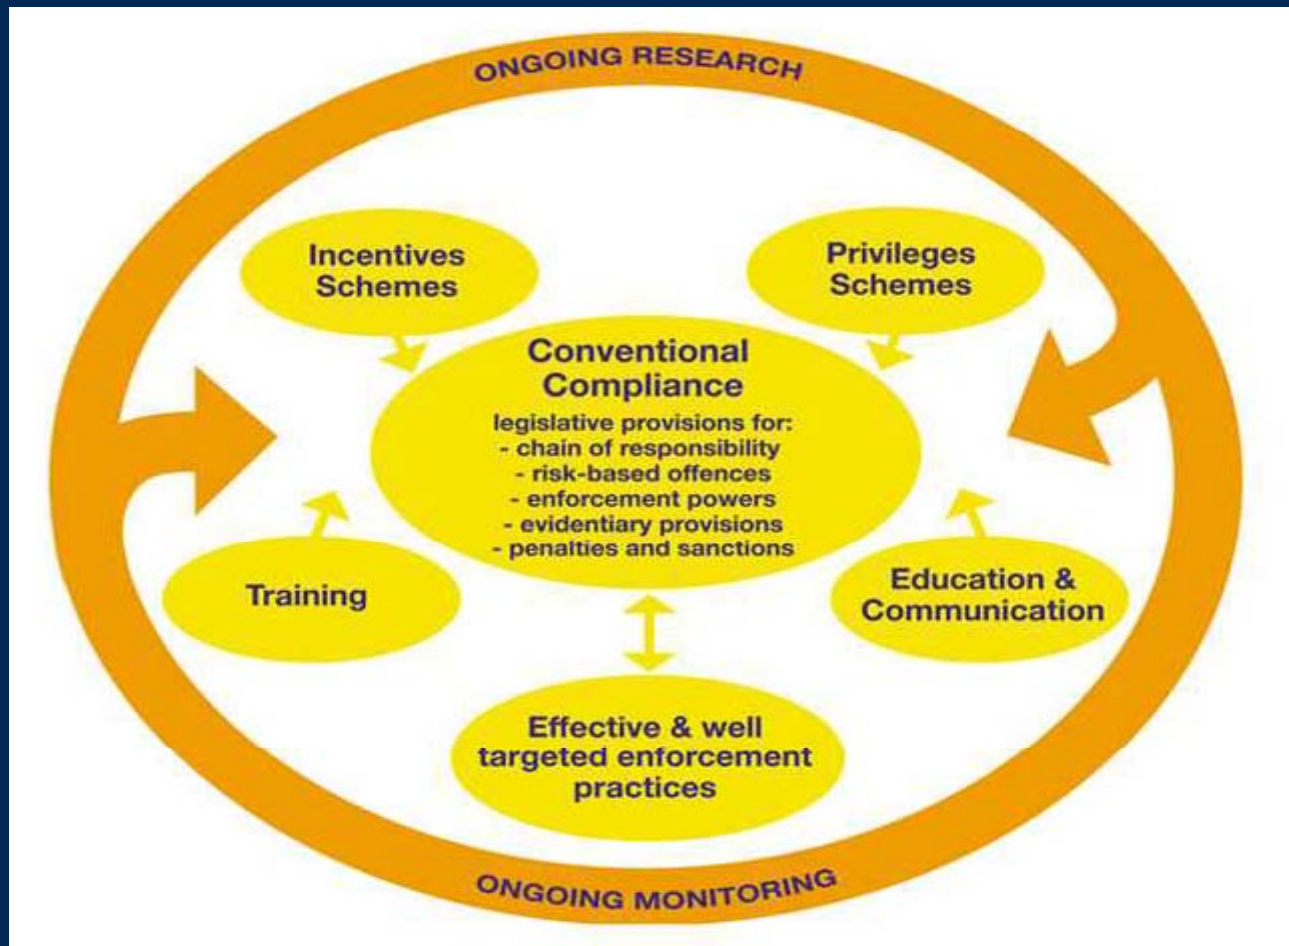 ONGOING RESEARCH
Incentives
Schemes
Privileges
Schemes
Conventional
Compliance
legislative provisions for:
- chain of responsibility
- risk-based offences
- enforcement powers
- evidentiary provisions
- penalties and sanctions
Training
Education &
Communication
Effective & well
targeted enforcement
practices
ONGOING MONITORING